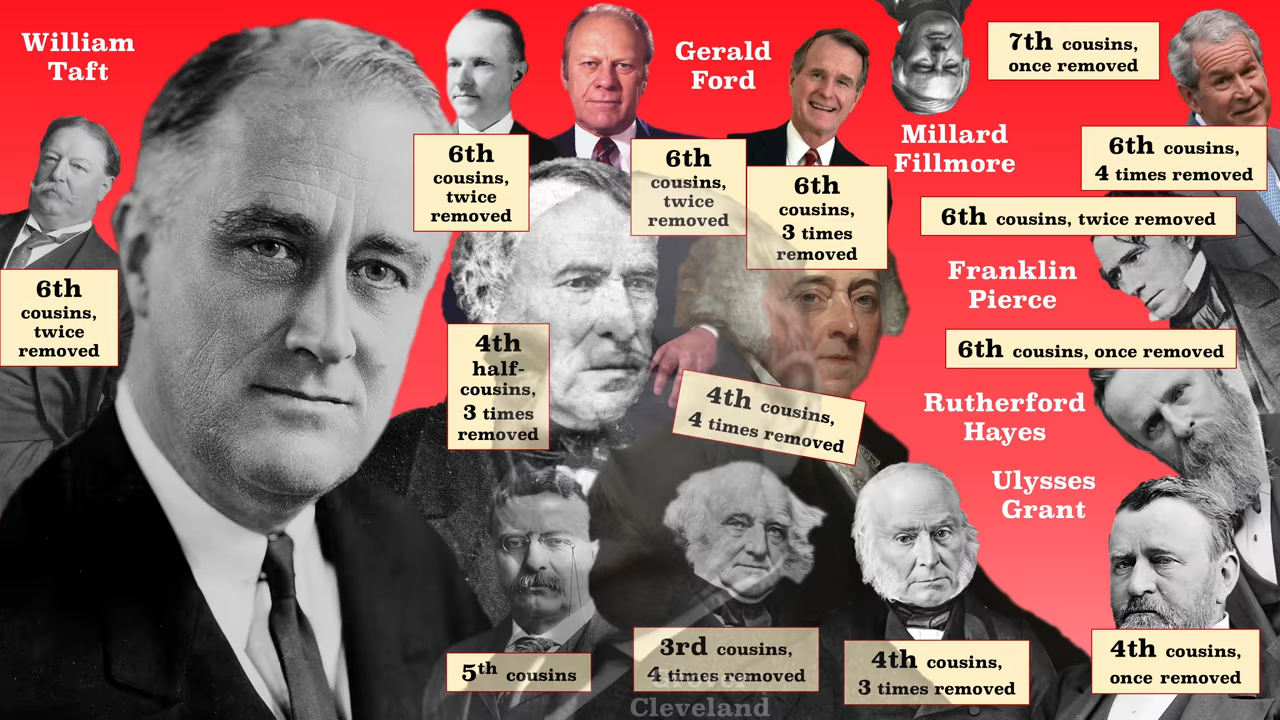 William
Taft
6th
cousins,
twice
removed
6th
cousins,
twice
removed
Gerald
Ford
6th
cousins,
twice
removed
6th
cousins,
3 times
removed
7th cousins,
once removed
Millard
Fillmore
6th cousins,
4 times removed
6th cousins, twice removed
Franklin
Pierce
6th cousins, once removed
4th
half-
cousins,
3 times
removed
4th cousins,
4 times removed
Rutherford
Hayes
Ulysses
Grant
5th cousins
3rd cousins,
4 times removed
Grover
Cleveland
4th cousins,
3 times removed
4th cousins,
once removed